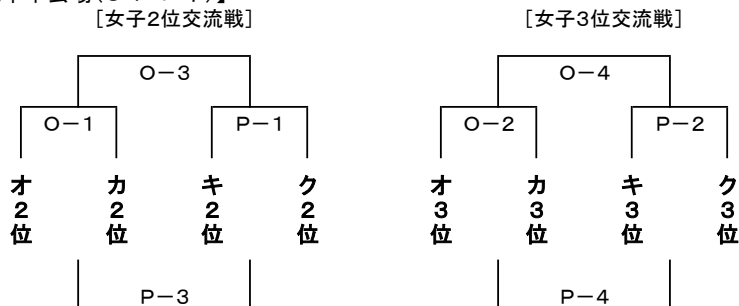 [女子2位交流戦] [女子3位交流戦]
O－3 O－4
O－1 P－1 O－2 P－2
オ2位 カ2位 キ2位 ク2位 オ3位 カ3位 キ3位 ク3位
P－3 P－4